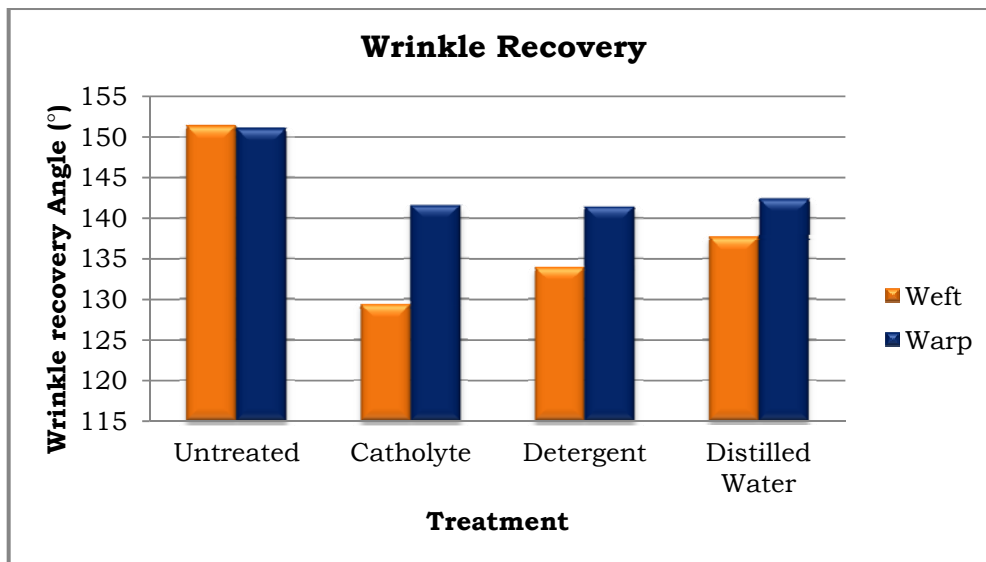 Wrinkle Recovery
Wrinkle recovery Angle (°)
155
150
145
140
135
130
125
120
115
Untreated
Catholyte
Detergent
Distilled
Water
Treatment
Weft
Warp